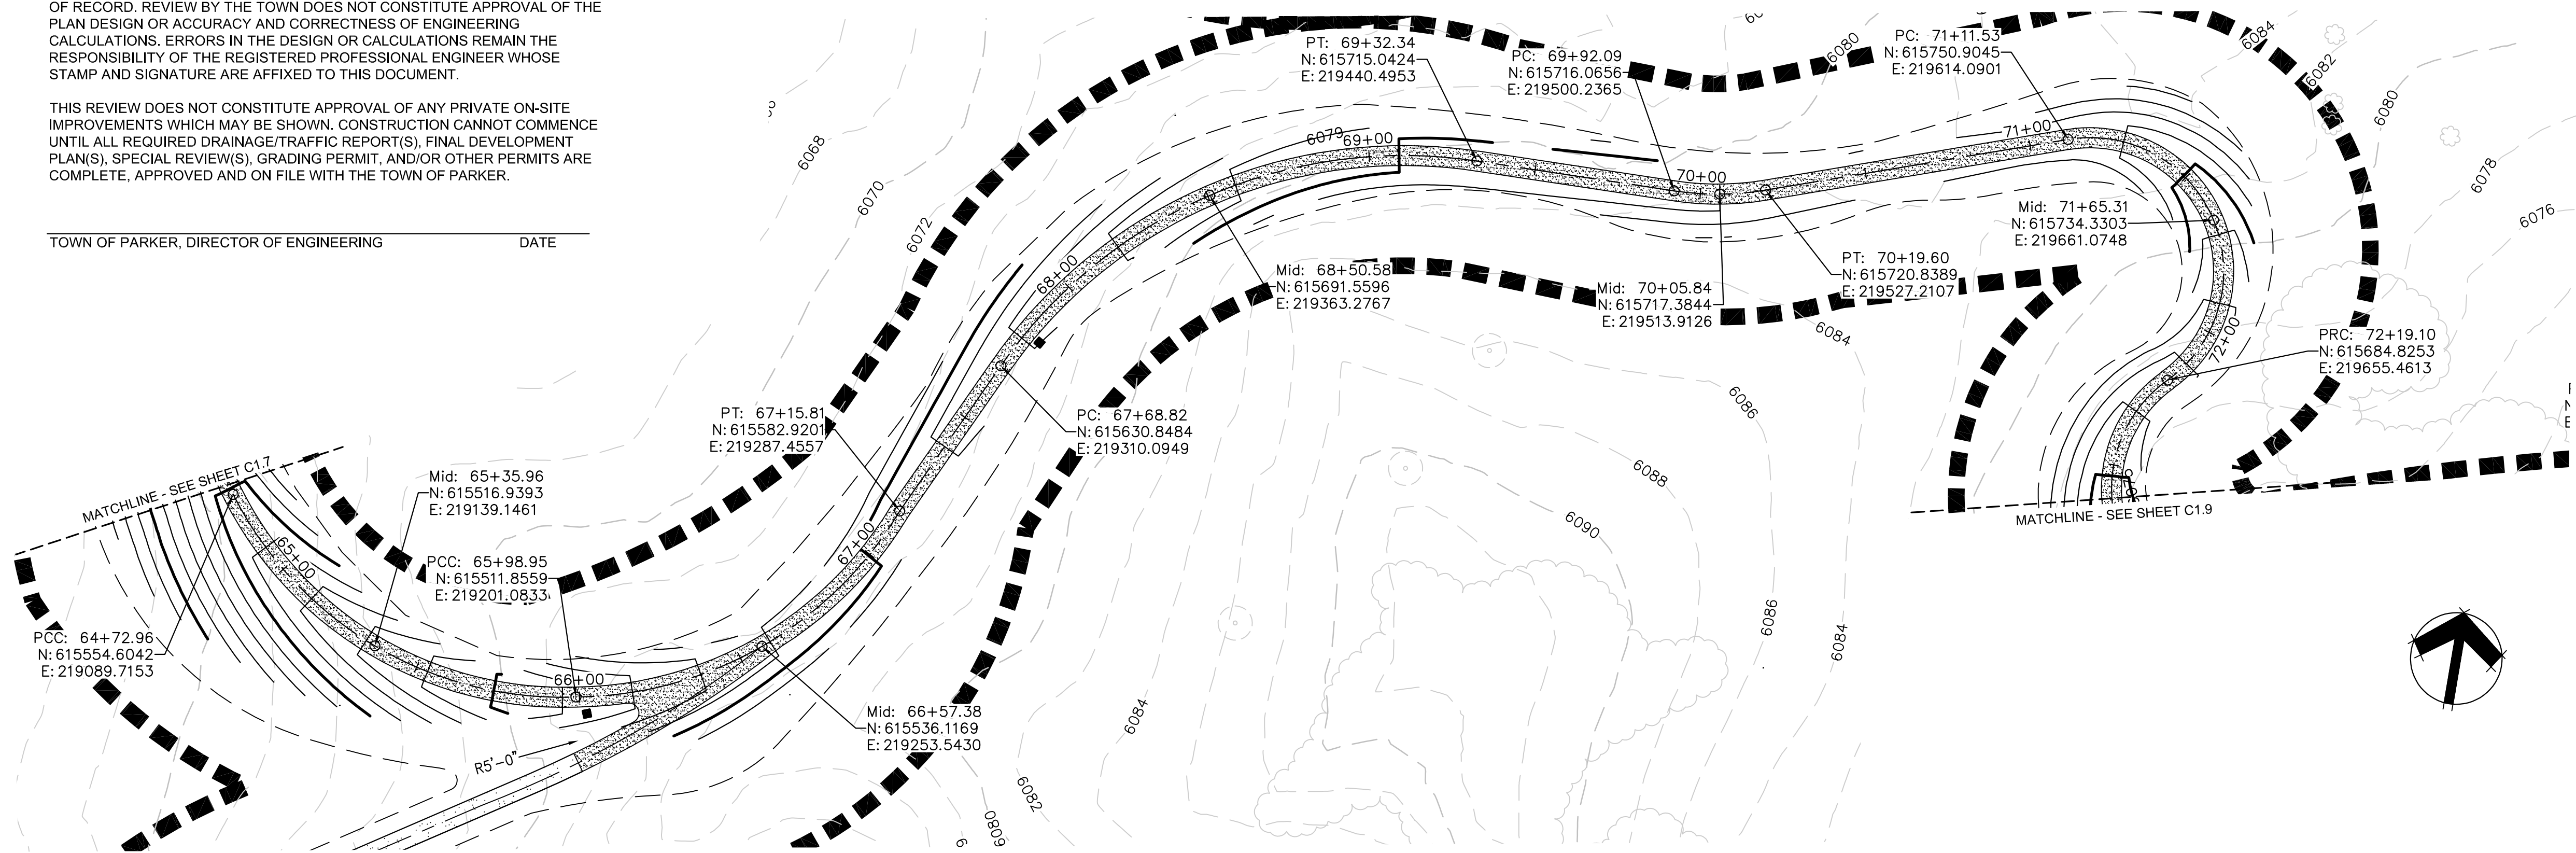 OF RECORD. REVIEW BY THE TOWN DOES NOT CONSTITUTE APPROVAL OF THE
PLAN DESIGN OR ACCURACY AND CORRECTNESS OF ENGINEERING
CALCULATIONS. ERRORS IN THE DESIGN OR CALCULATIONS REMAIN THE
RESPONSIBILITY OF THE REGISTERED PROFESSIONAL ENGINEER WHOSE
STAMP AND SIGNATURE ARE AFFIXED TO THIS DOCUMENT.
THIS REVIEW DOES NOT CONSTITUTE APPROVAL OF ANY PRIVATE ON-SITE
IMPROVEMENTS WHICH MAY BE SHOWN. CONSTRUCTION CANNOT COMMENCE
UNTIL ALL REQUIRED DRAINAGE/TRAFFIC REPORT(S), FINAL DEVELOPMENT
PLAN(S), SPECIAL REVIEW(S), GRADING PERMIT, AND/OR OTHER PERMITS ARE
COMPLETE, APPROVED AND ON FILE WITH THE TOWN OF PARKER.
TOWN OF PARKER, DIRECTOR OF ENGINEERING DATE
MATCHLINE - SEE SHEET C1.7
PCC: 64+72.96
N: 615554.6042
E: 219089.7153
65+00
Mid: 65+35.96
N: 615516.9393
E: 219139.1461
PCC: 65+98.95
N: 615511.8559
E: 219201.0833
66+00
R5'-0"
Mid: 66+57.38
N: 615536.1169
E: 219253.5430
67+00
PT: 67+15.81
N: 615582.9201
E: 219287.4557
PC: 67+68.82
N: 615630.8484
E: 219310.0949
68+00
Mid: 68+50.58
N: 615691.5596
E: 219363.2767
6079
69+00
PT: 69+32.34
N: 615715.0424
E: 219440.4953
PC: 69+92.09
N: 615716.0656
E: 219500.2365
70+00
Mid: 70+05.84
N: 615717.3844
E: 219513.9126
PT: 70+19.60
N: 615720.8389
E: 219527.2107
PC: 71+11.53
N: 615750.9045
E: 219614.0901
71+00
Mid: 71+65.31
N: 615734.3303
E: 219661.0748
72+00
PRC: 72+19.10
N: 615684.8253
E: 219655.4613
MATCHLINE - SEE SHEET C1.9
6068
6070
6072
6080
6084
6082
6080
6078
6076
6084
6086
6088
6090
6086
6084
6084
6082
6080